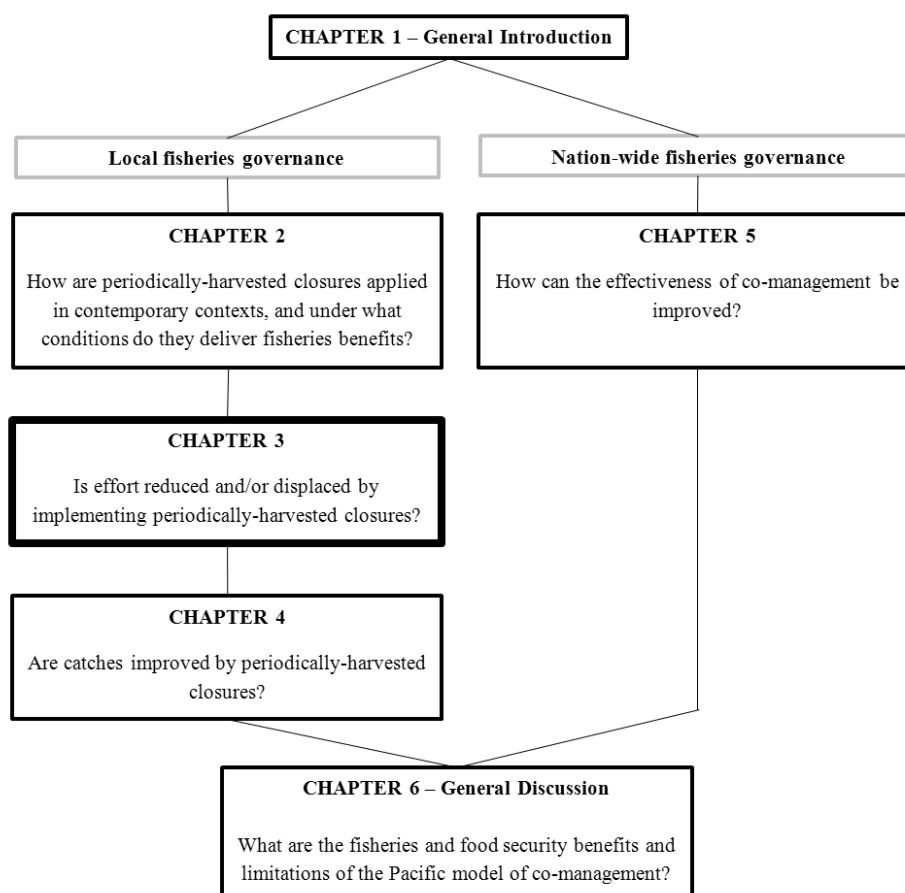 CHAPTER 1 – General Introduction
Local fisheries governance
Nation-wide fisheries governance
CHAPTER 2
How are periodically-harvested closures applied
in contemporary contexts, and under what
conditions do they deliver fisheries benefits?
CHAPTER 5
How can the effectiveness of co-management be
improved?
CHAPTER 3
Is effort reduced and/or displaced by
implementing periodically-harvested closures?
CHAPTER 4
Are catches improved by periodically-harvested
closures?
CHAPTER 6 – General Discussion
What are the fisheries and food security benefits and
limitations of the Pacific model of co-management?